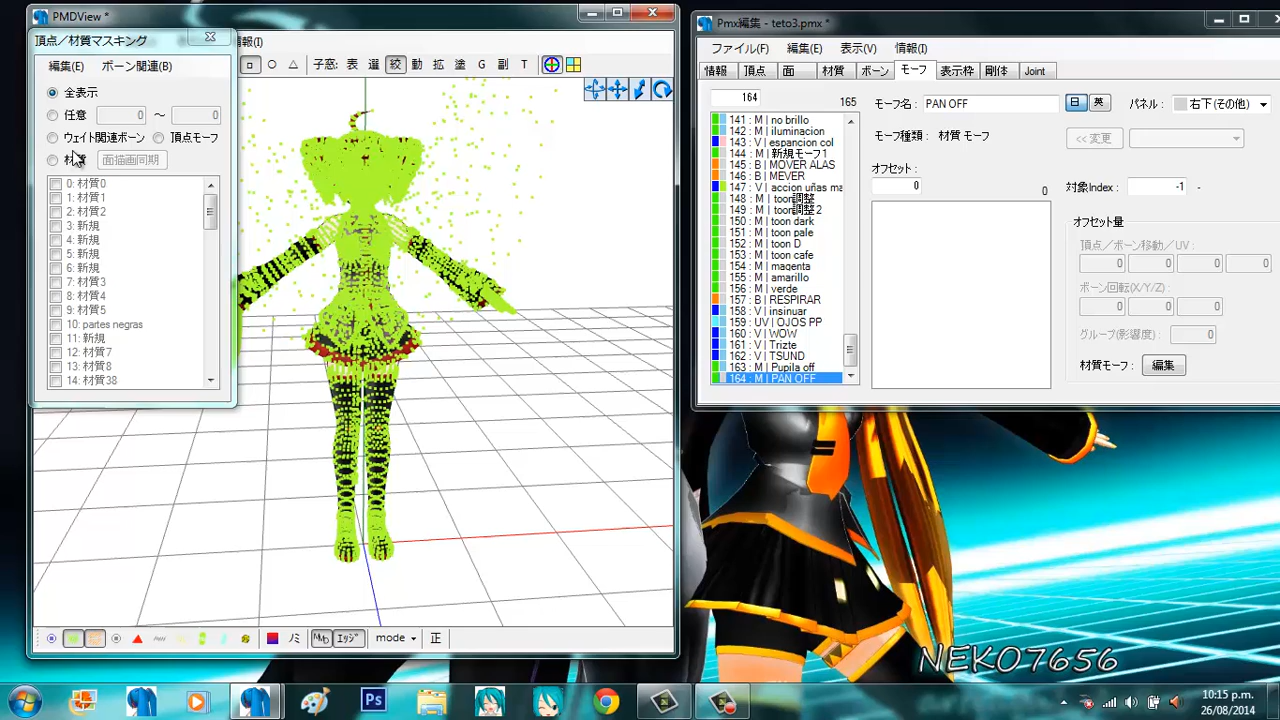 PMDView *
頂点／材質マスキング
情報(I)
編集(E) ボーン関連(B)
子窓: 表 選 絞 動 拡 塗 G 副 T
全表示
任意 0 ～ 0
ウェイト関連ボーン 頂点モーフ
面描画同期
0: 材質0
1: 材質1
2: 材質2
3: 新規
4: 新規
5: 新規
6: 新規
7: 材質3
8: 材質4
9: 材質5
10: partes negras
11: 新規
12: 材質7
13: 材質8
14: 材質38
mode 正
Pmx編集 - teto3.pmx *
ファイル(F) 編集(E) 表示(V) 情報(I)
情報 頂点 面 材質 ボーン モーフ 表示枠 剛体 Joint
164 165
141 : M | no brillo
142 : M | iluminacion
143 : V | espancion col
144 : M | 新規モーフ1
145 : B | MOVER ALAS
146 : B | MEVER
147 : V | accion uñas ma
148 : M | toon調整
149 : M | toon調整2
150 : M | toon dark
151 : M | toon pale
152 : M | toon D
153 : M | toon cafe
154 : M | magenta
155 : M | amarillo
156 : M | verde
157 : B | RESPIRAR
158 : V | insinuar
159 : UV | OJOS PP
160 : V | WOW
161 : V | Trizte
162 : V | TSUND
163 : M | Pupila off
164 : M | PAN OFF
モーフ名 : PAN OFF 日 英 パネル : 右下(その他)
モーフ種類 : 材質 モーフ << 変更
オフセット :
0 0
対象Index : -1 -
オフセット量
頂点／ボーン移動／UV :
0 0 0 0
ボーン回転(X/Y/Z) :
0 0 0
グループ(影響度) : 0
材質モーフ : 編集
NEKO7656
Ps
10:15 p.m.
26/08/2014